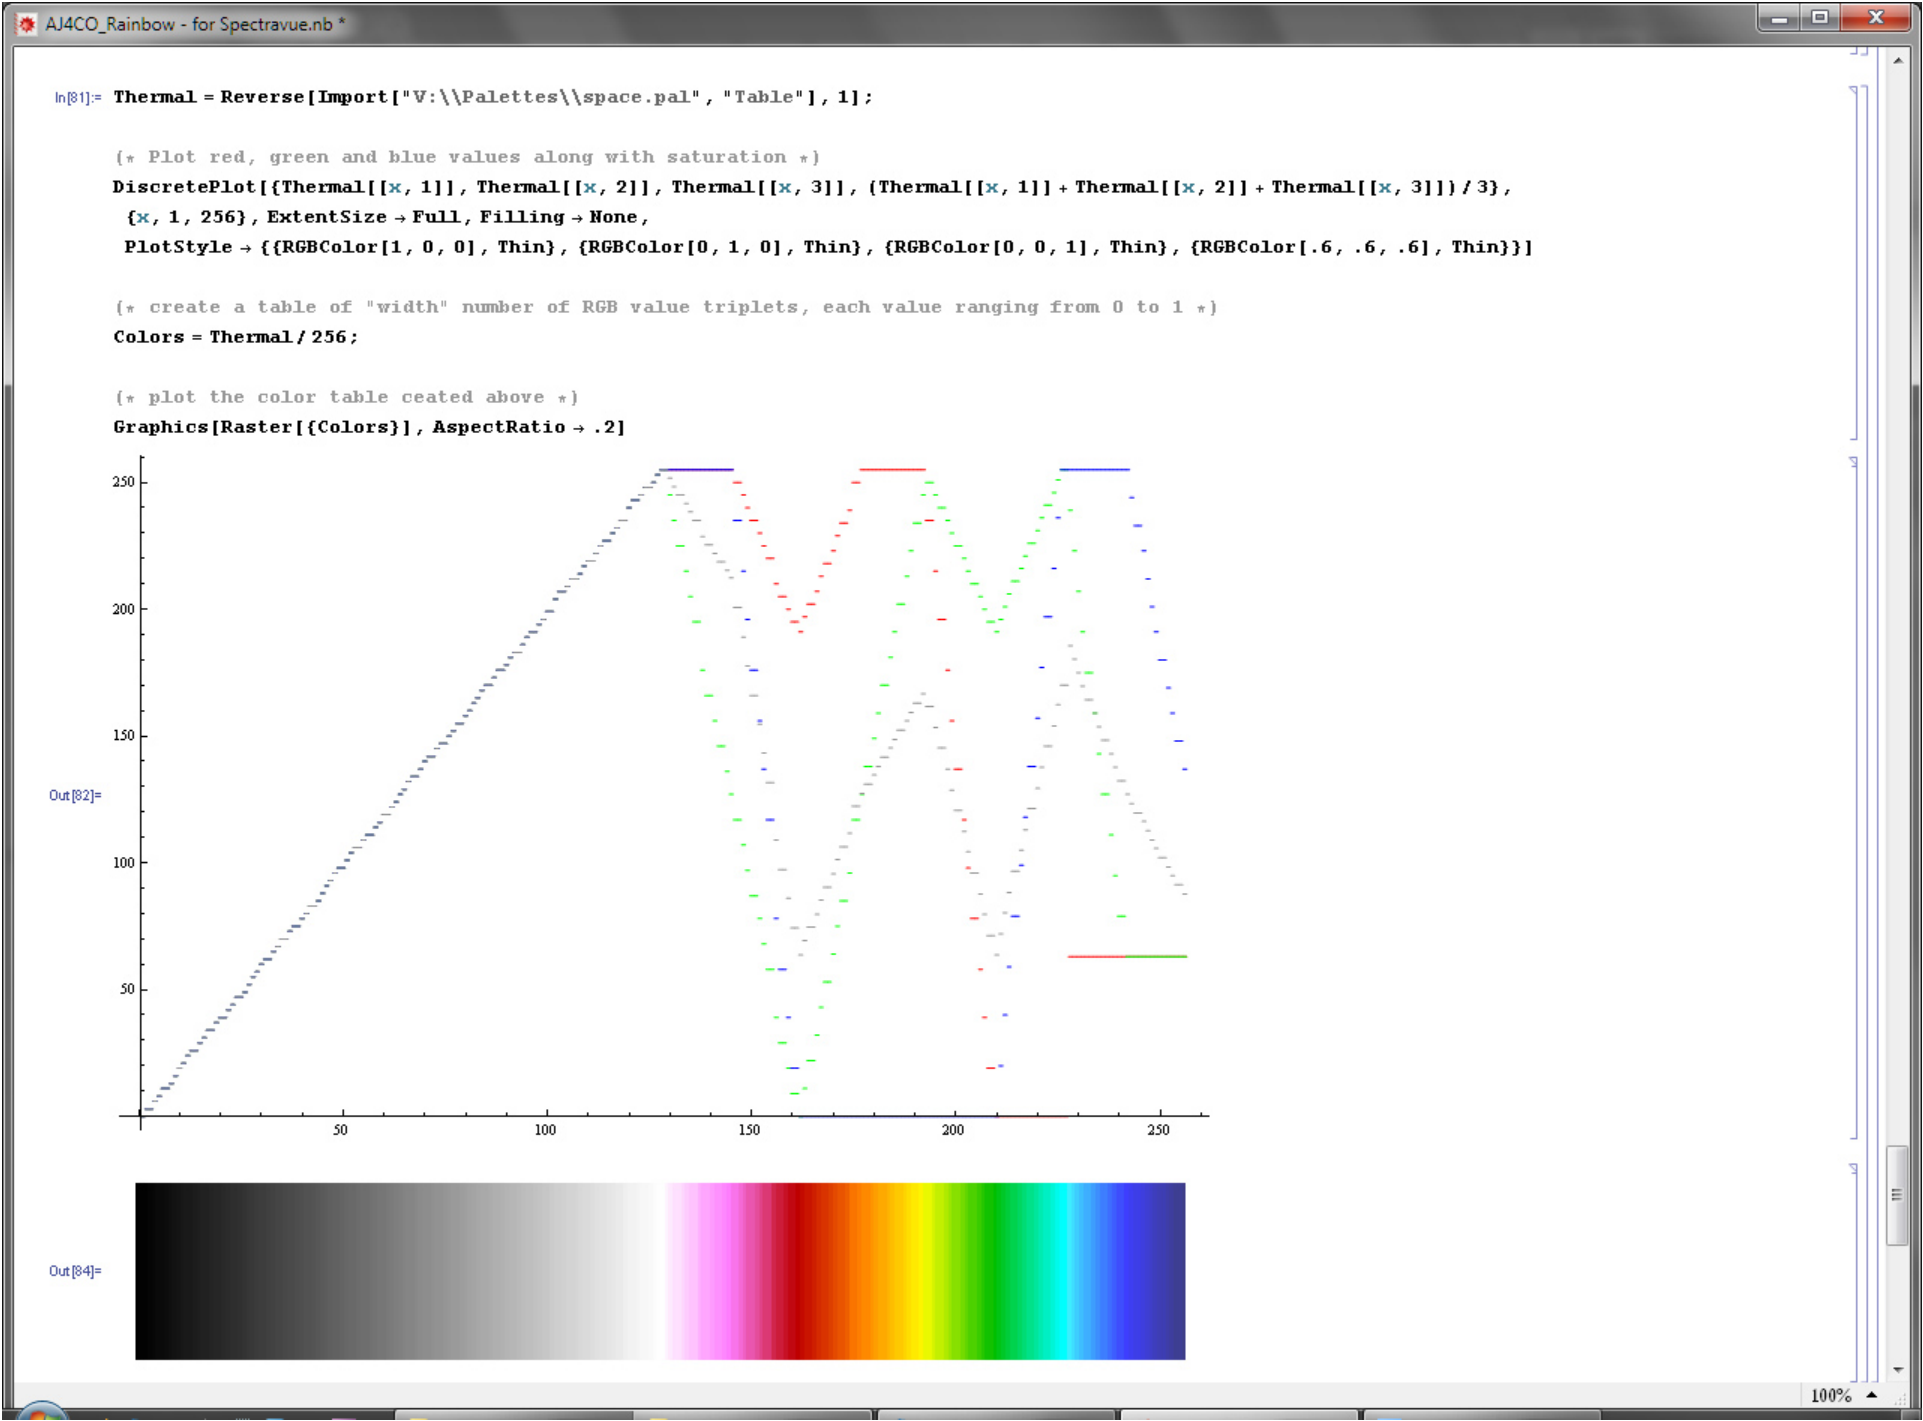 AJ4CO_Rainbow - for Spectravue.nb *
In[81]:= Thermal = Reverse[Import["V:\\Palettes\\space.pal", "Table"], 1];
(* Plot red, green and blue values along with saturation *)
DiscretePlot[{Thermal[[x, 1]], Thermal[[x, 2]], Thermal[[x, 3]], (Thermal[[x, 1]] + Thermal[[x, 2]] + Thermal[[x, 3]]) / 3},
{x, 1, 256}, ExtentSize → Full, Filling → None,
PlotStyle → {{RGBColor[1, 0, 0], Thin}, {RGBColor[0, 1, 0], Thin}, {RGBColor[0, 0, 1], Thin}, {RGBColor[.6, .6, .6], Thin}}]
(* create a table of "width" number of RGB value triplets, each value ranging from 0 to 1 *)
Colors = Thermal / 256;
(* plot the color table ceated above *)
Graphics[Raster[{Colors}], AspectRatio → .2]
250
200
150
Out[82]=
100
50
50 100 150 200 250
Out[84]=
100%